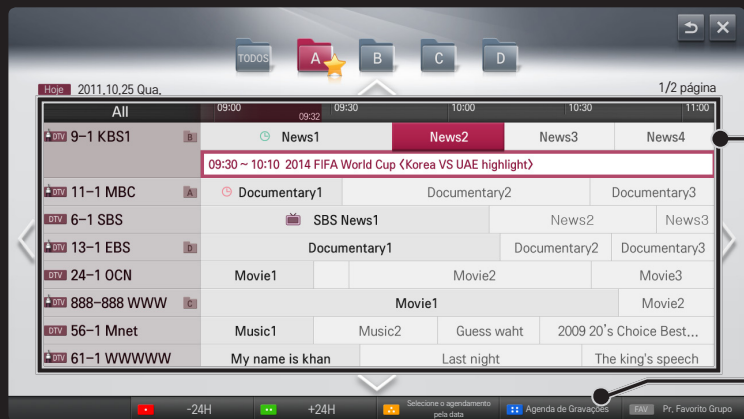 TODOS A B C D
Hoje 2011.10.25 Qua. 1/2 página
All 09:00 09:32 09:30 10:00 10:30 11:00
DTV 9-1 KBS1 B News1 News2 News3 News4
09:30 ~ 10:10 2014 FIFA World Cup 〈Korea VS UAE highlight〉
DTV 11-1 MBC A Documentary1 Documentary2 Documentary3
DTV 6-1 SBS SBS News1 News2 News3
DTV 13-1 EBS D Documentary1 Documentary2 Documentary3
DTV 24-1 OCN Movie1 Movie2 Movie3
DTV 888-888 WWW C Movie1 Movie2
DTV 56-1 Mnet Music1 Music2 Guess waht 2009 20's Choice Best...
DTV 61-1 WWWWW My name is khan Last night The king's speech
-24H +24H Selecione o agendamento
pela data
Agenda de Gravações FAV Pr. Favorito Grupo